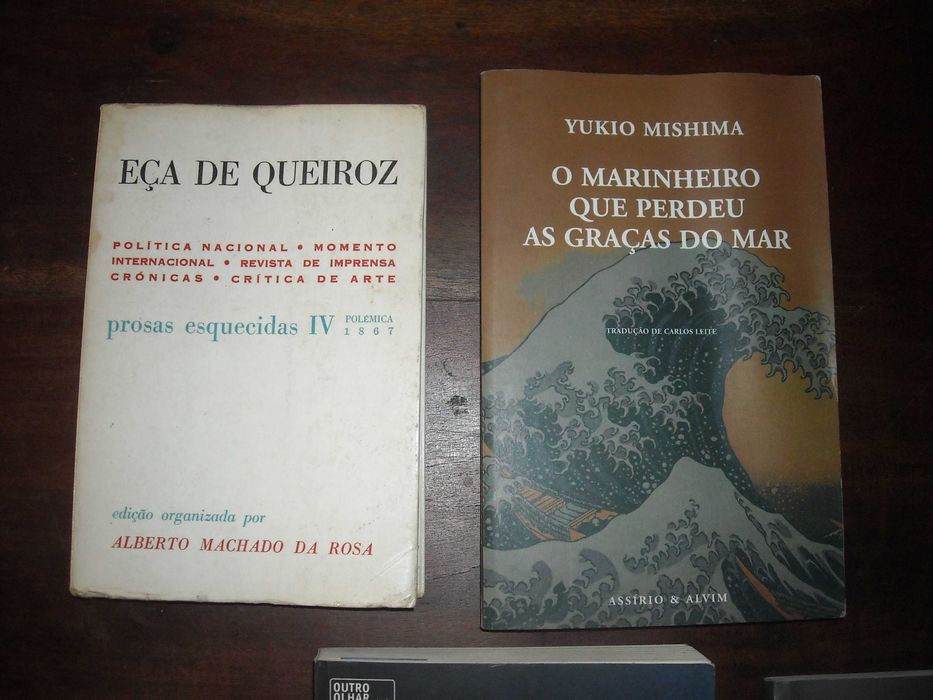 EÇA DE QUEIROZ
POLÍTICA NACIONAL • MOMENTO
INTERNACIONAL • REVISTA DE IMPRENSA
CRÓNICAS • CRÍTICA DE ARTE
prosas esquecidas IV POLÉMICA
1867
edição organizada por
ALBERTO MACHADO DA ROSA
YUKIO MISHIMA
O MARINHEIRO
QUE PERDEU
AS GRAÇAS DO MAR
TRADUÇÃO DE CARLOS LEITE
ASSÍRIO & ALVIM
OUTRO
OLHAR